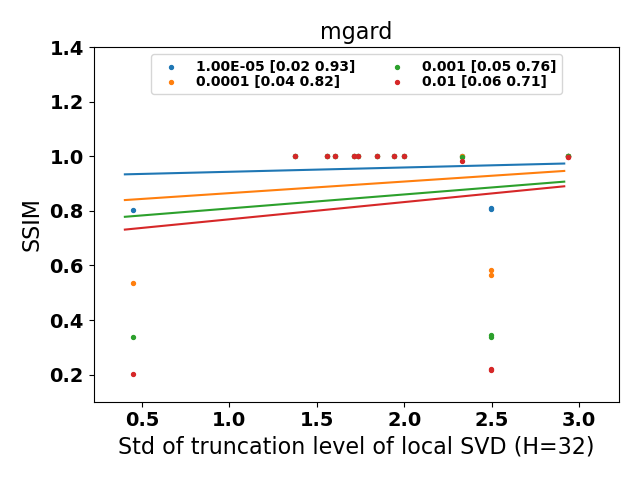 mgard
1.4
1.2
1.0
0.8
0.6
0.4
0.2
SSIM
1.00E-05 [0.02 0.93]
0.0001 [0.04 0.82]
0.001 [0.05 0.76]
0.01 [0.06 0.71]
0.5 1.0 1.5 2.0 2.5 3.0
Std of truncation level of local SVD (H=32)